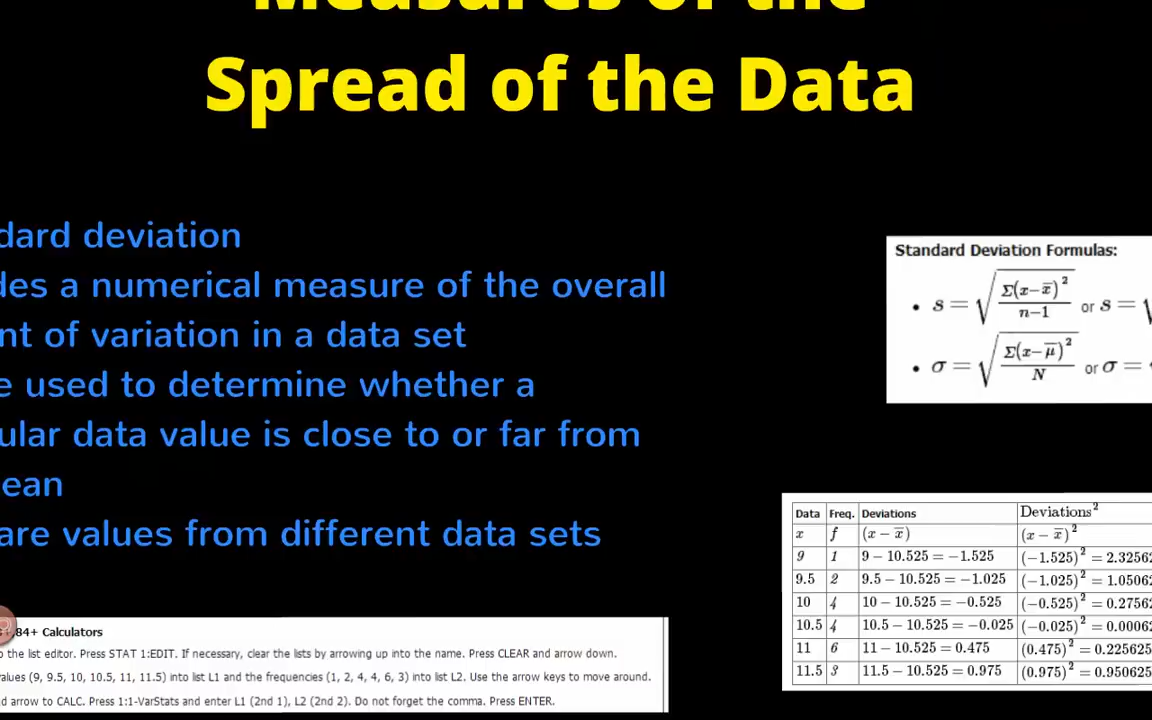 Measures of the
Spread of the Data
dard deviation
des a numerical measure of the overall
nt of variation in a data set
e used to determine whether a
ular data value is close to or far from
ean
are values from different data sets
Standard Deviation Formulas:
• s = √(Σ(x−x̅)²/(n−1)) or s = √
• σ = √(Σ(x−μ̅)²/N) or σ =
Data Freq. Deviations Deviations²
x f (x − x̅) (x − x̅)²
9 1 9 − 10.525 = −1.525 (−1.525)² = 2.32562
9.5 2 9.5 − 10.525 = −1.025 (−1.025)² = 1.05062
10 4 10 − 10.525 = −0.525 (−0.525)² = 0.27562
10.5 4 10.5 − 10.525 = −0.025 (−0.025)² = 0.00062
11 6 11 − 10.525 = 0.475 (0.475)² = 0.225625
11.5 3 11.5 − 10.525 = 0.975 (0.975)² = 0.950625
84+ Calculators
o the list editor. Press STAT 1:EDIT. If necessary, clear the lists by arrowing up into the name. Press CLEAR and arrow down.
alues (9, 9.5, 10, 10.5, 11, 11.5) into list L1 and the frequencies (1, 2, 4, 4, 6, 3) into list L2. Use the arrow keys to move around.
d arrow to CALC. Press 1:1-VarStats and enter L1 (2nd 1), L2 (2nd 2). Do not forget the comma. Press ENTER.